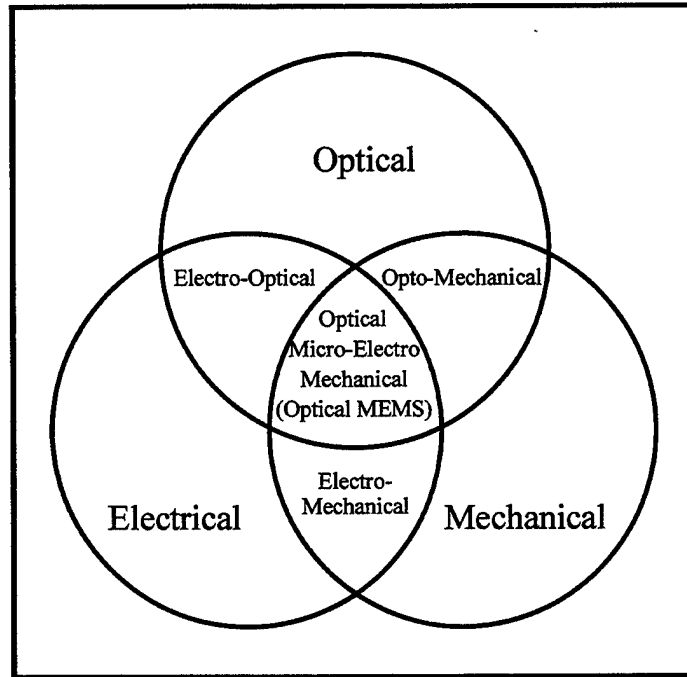 Optical
Electro-Optical
Opto-Mechanical
Optical
Micro-Electro
Mechanical
(Optical MEMS)
Electro-
Mechanical
Electrical
Mechanical